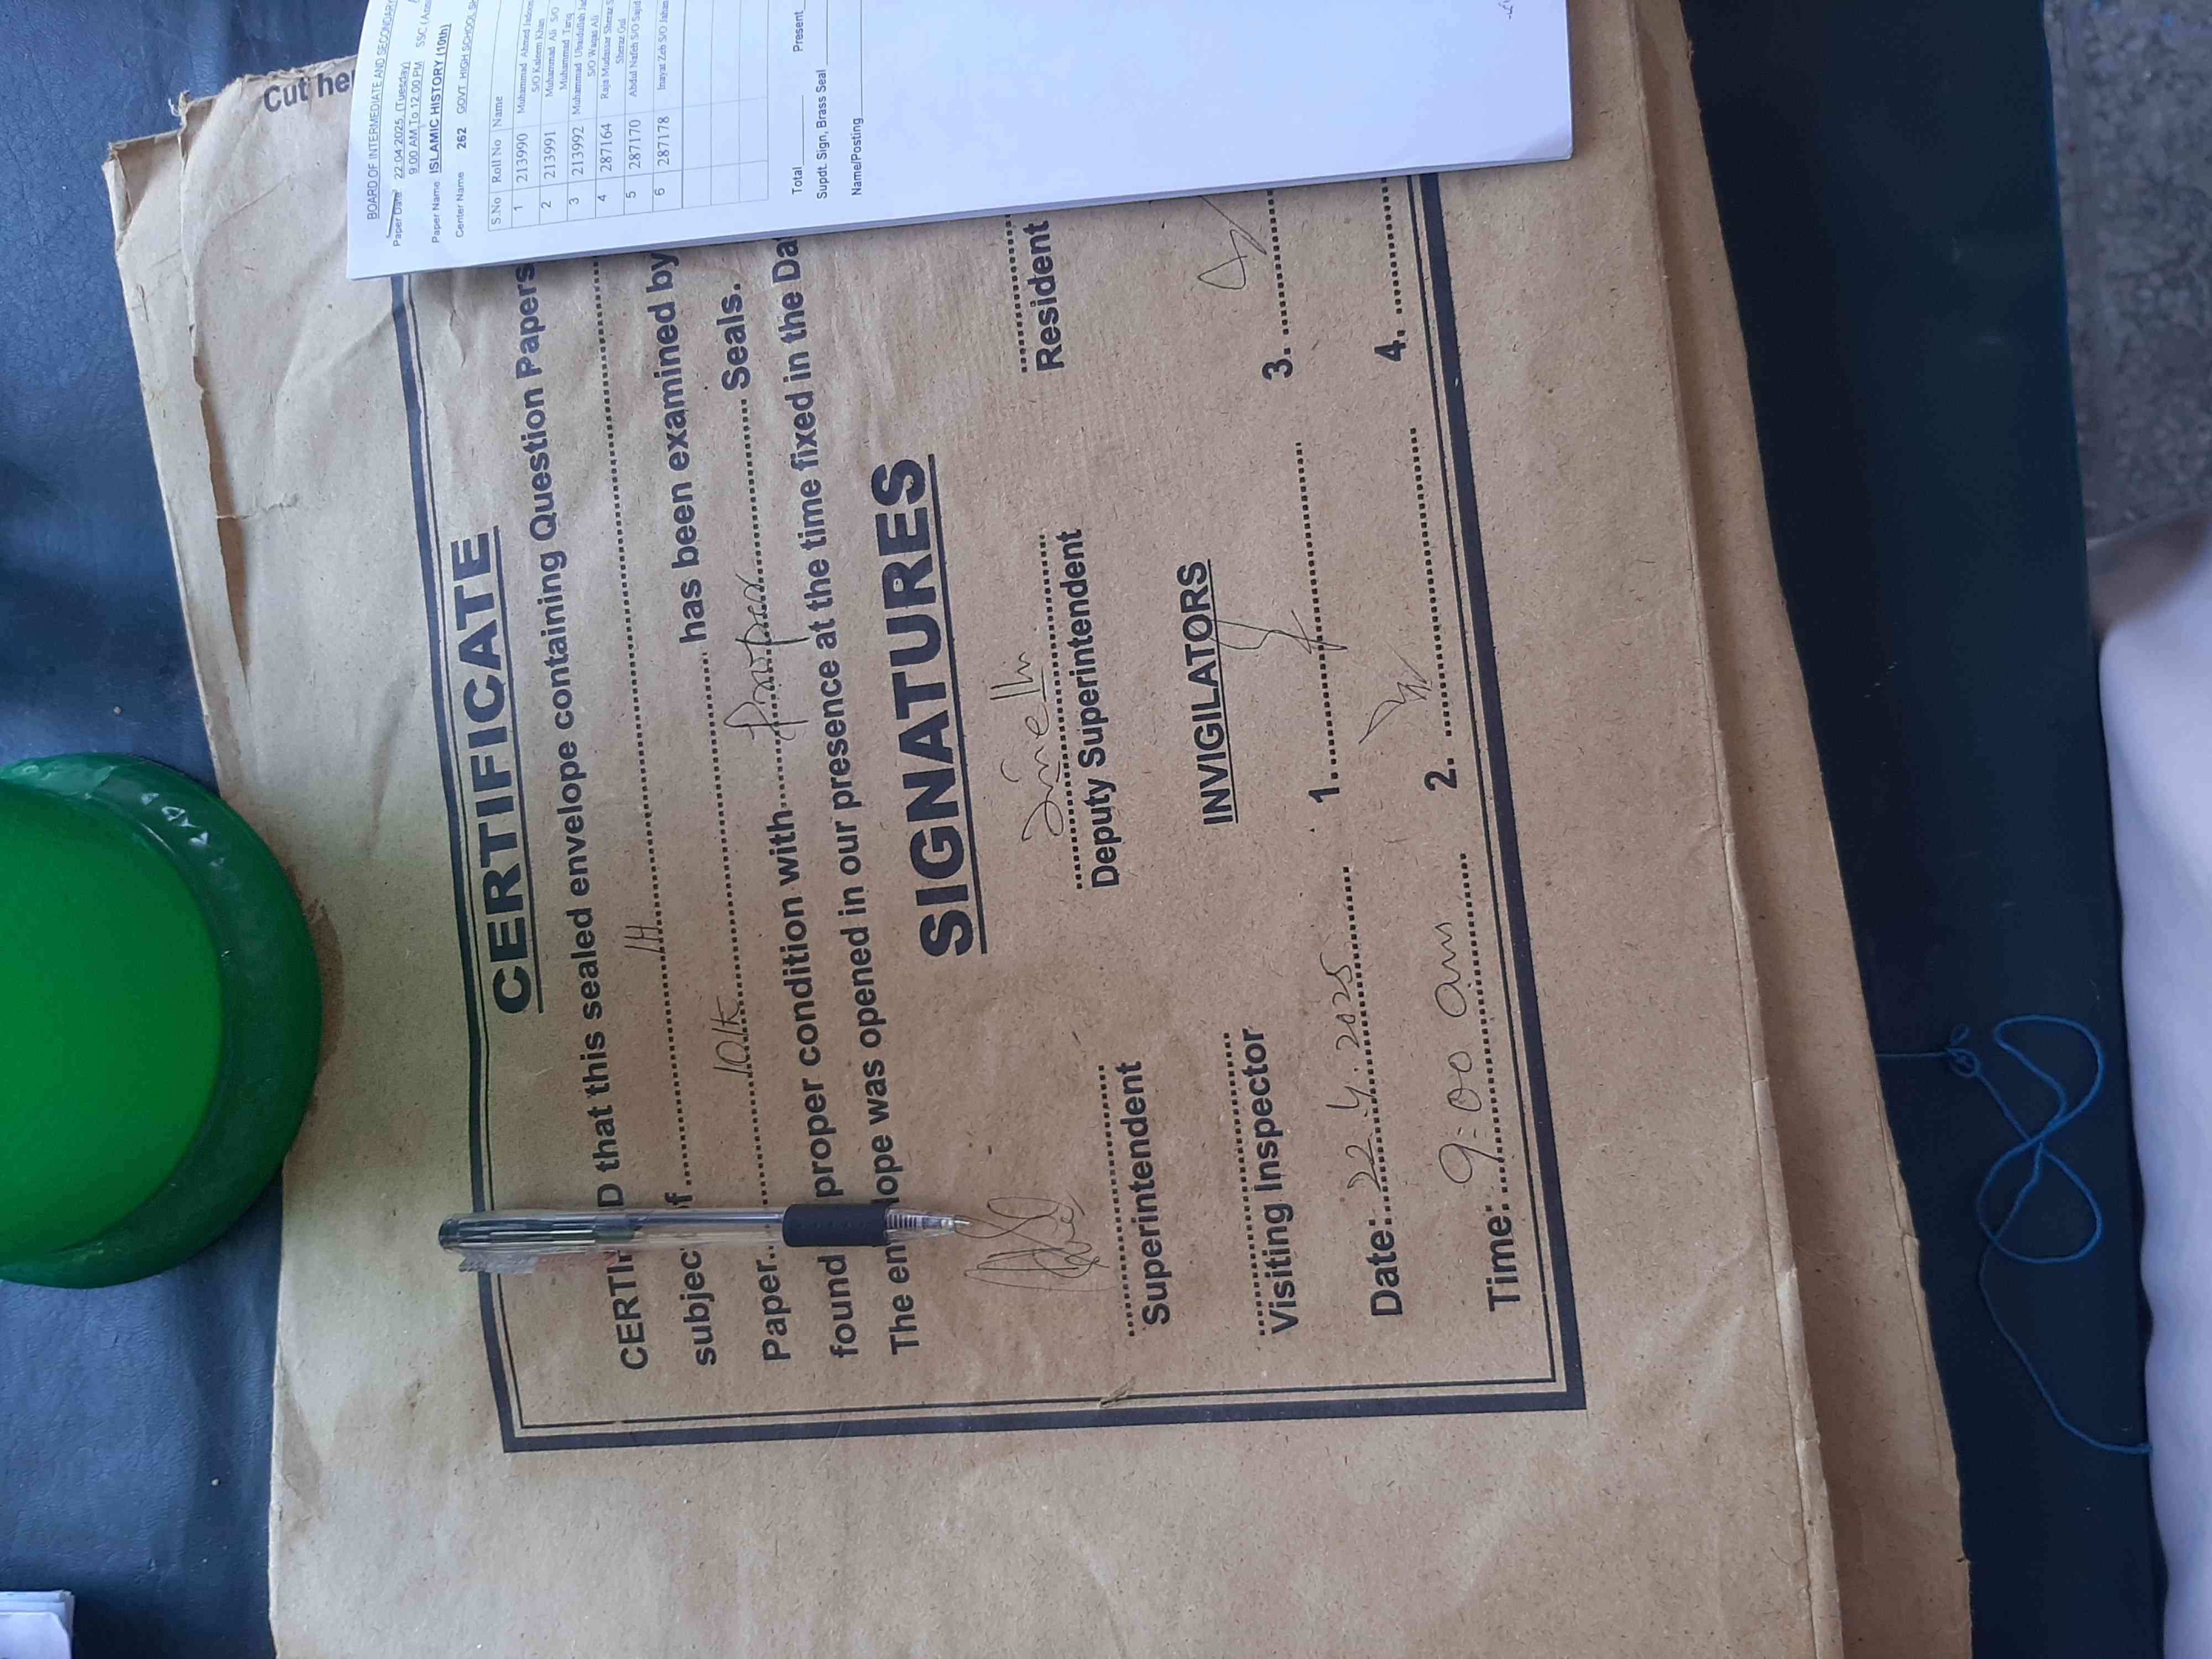 Cut he
CERTIFICATE
CERTI D that this sealed envelope containing Question Papers
subjec f IH
Paper 10th has been examined by
found proper condition with proper Seals.
The en lope was opened in our presence at the time fixed in the Da
SIGNATURES
Superintendent Deputy Superintendent Resident
INVIGILATORS
Visiting Inspector
Date: 22.4.2025 1. 3.
Time: 9:00 am 2. 4.
BOARD OF INTERMEDIATE AND SECONDARY
Paper Date 22.04.2025 (Tuesday) SSC (Ann
9:00 AM To 12:00 PM
Paper Name ISLAMIC HISTORY (10th)
Center Name 262 GOVT. HIGH SCHOOL SH
S.No Roll No Name
1 213990 Muhammad Ahmed Jadoon
S/O Kaleem Khan
2 213991 Muhammad Ali S/O
Muhammad Tariq
3 213992 Muhammad Ubaidullah Jad
S/O Waqas Ali
4 287164 Raja Mudassar Sheraz S
Sheraz Gul
5 287170 Abdul Nafeh S/O Sajid
6 287178 Inayat Zeb S/O Jahan
Total Present
Supdt. Sign, Brass Seal
Name/Posting